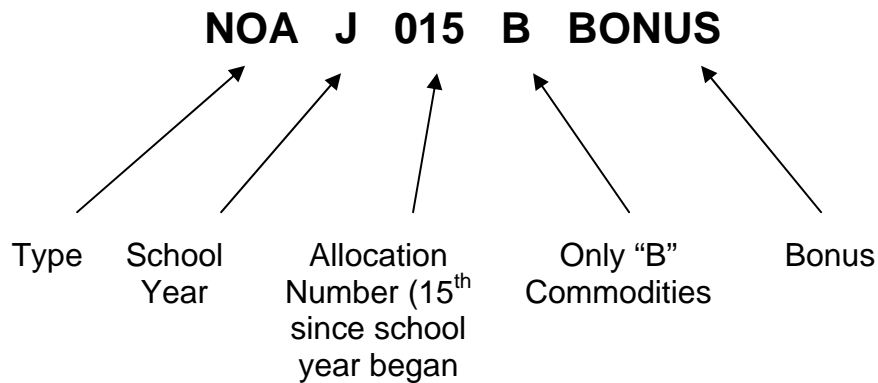 NOA J 015 B BONUS
Type
School
Year
Allocation
Number (15th
since school
year began
Only “B”
Commodities
Bonus